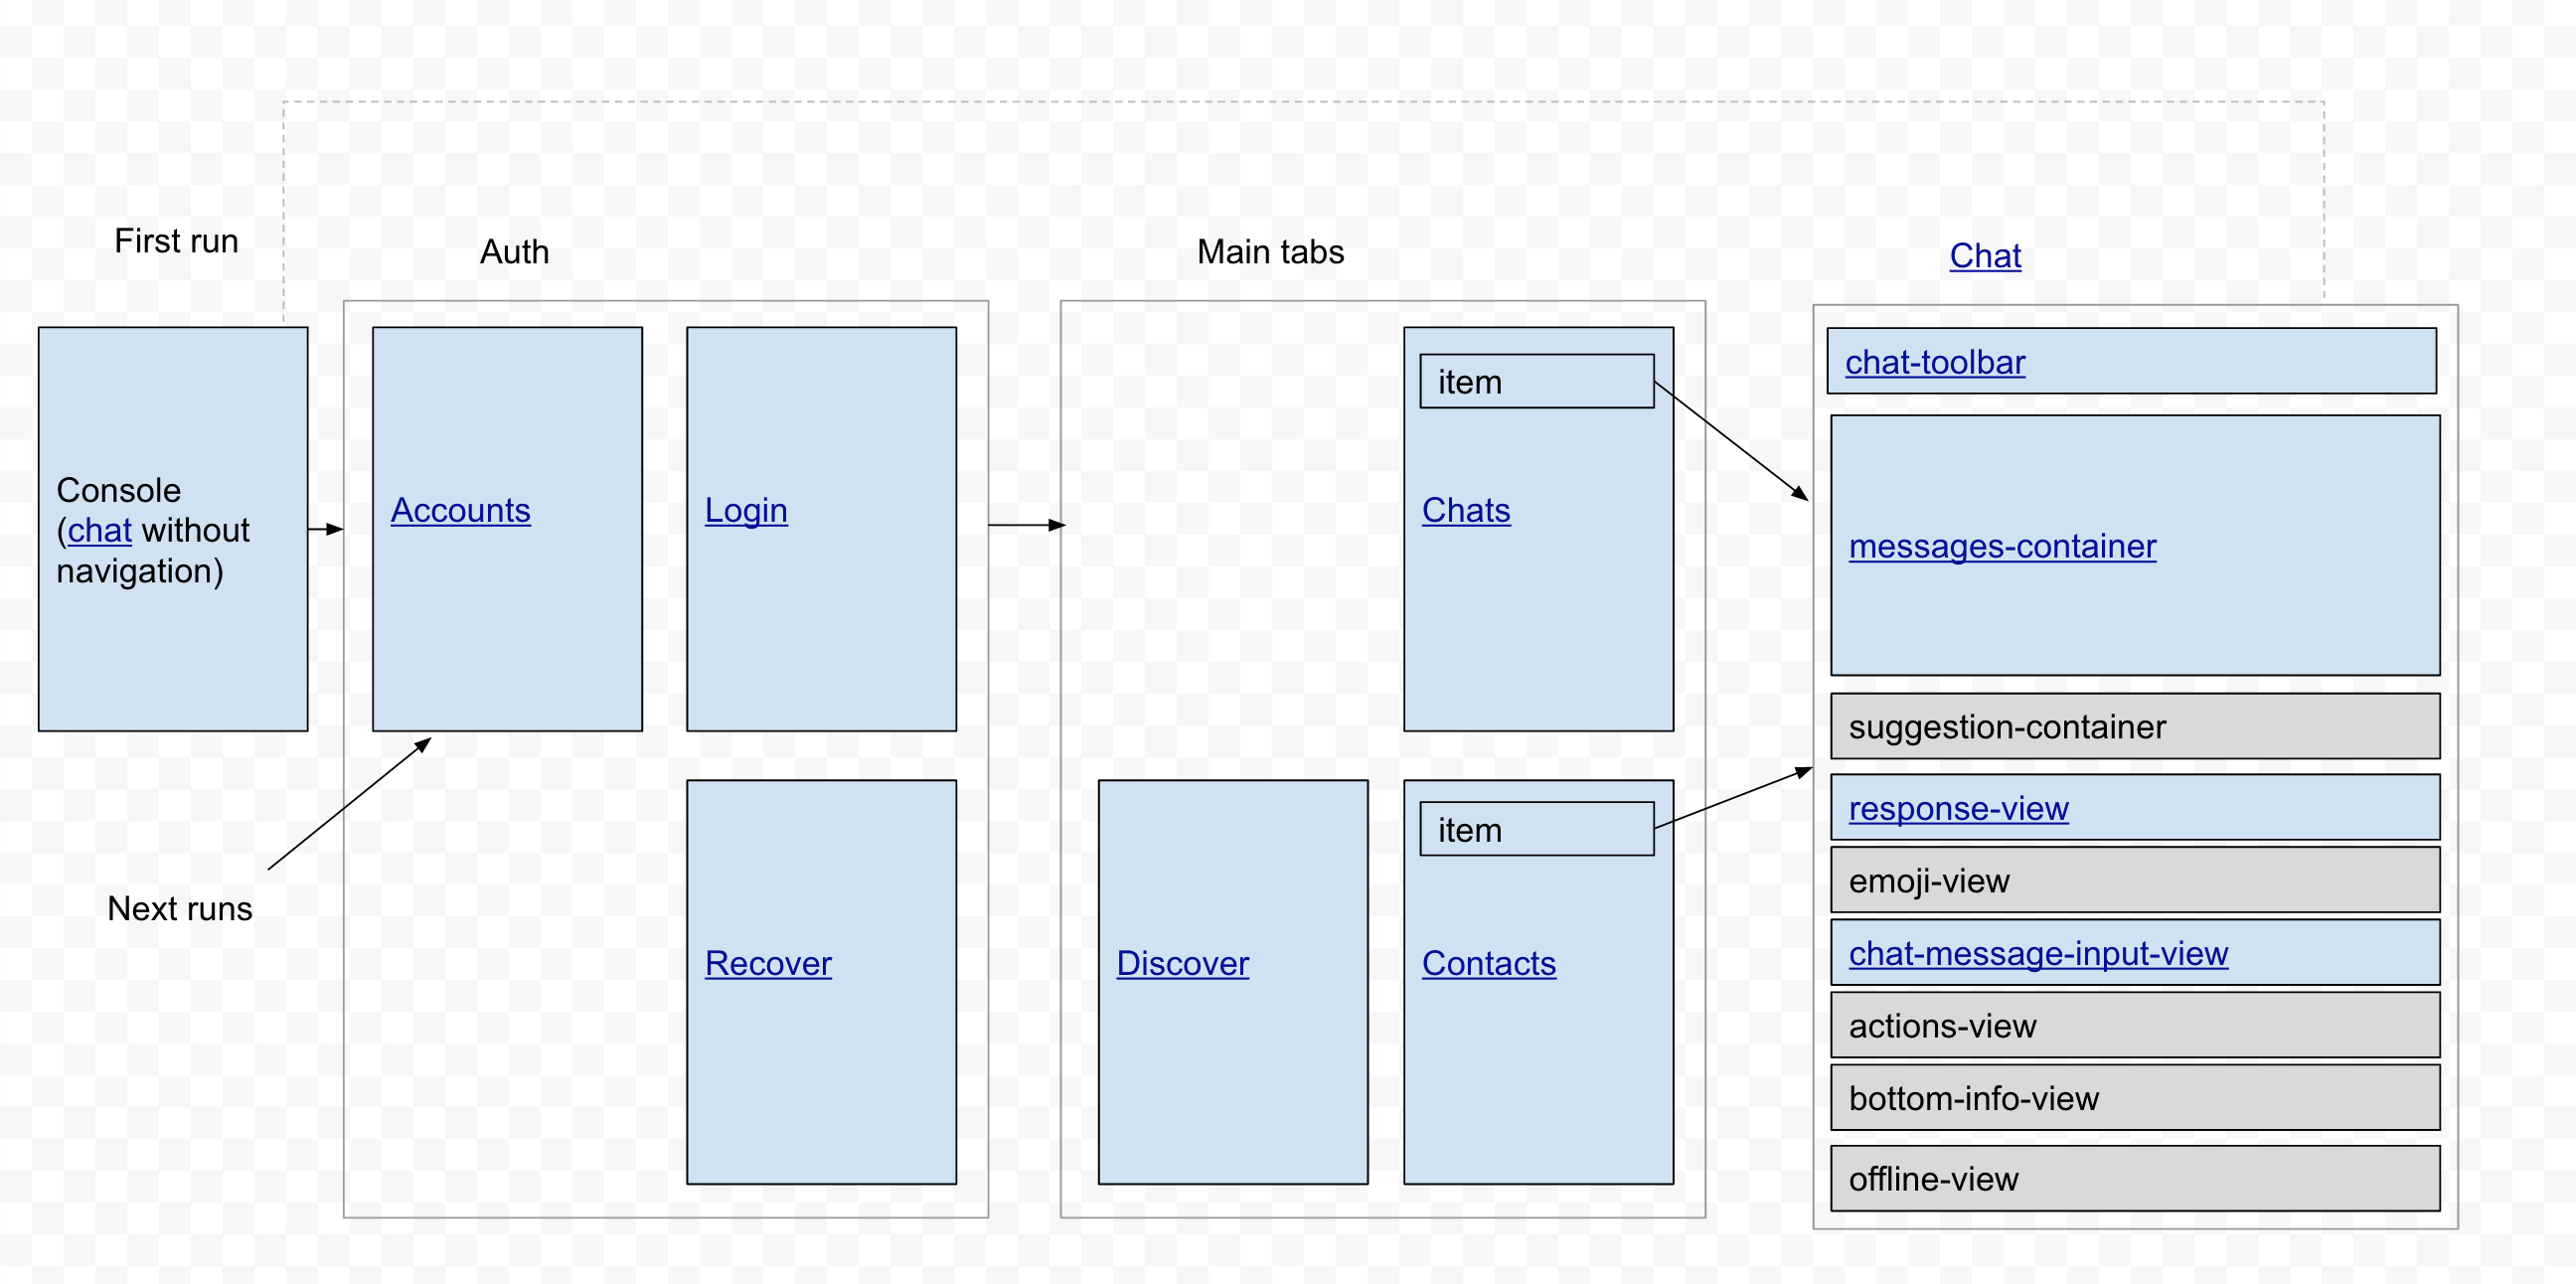 First run
Auth
Main tabs
Chat
Console
(chat without
navigation)
Accounts
Login
Recover
Next runs
item
Chats
Discover
item
Contacts
chat-toolbar
messages-container
suggestion-container
response-view
emoji-view
chat-message-input-view
actions-view
bottom-info-view
offline-view